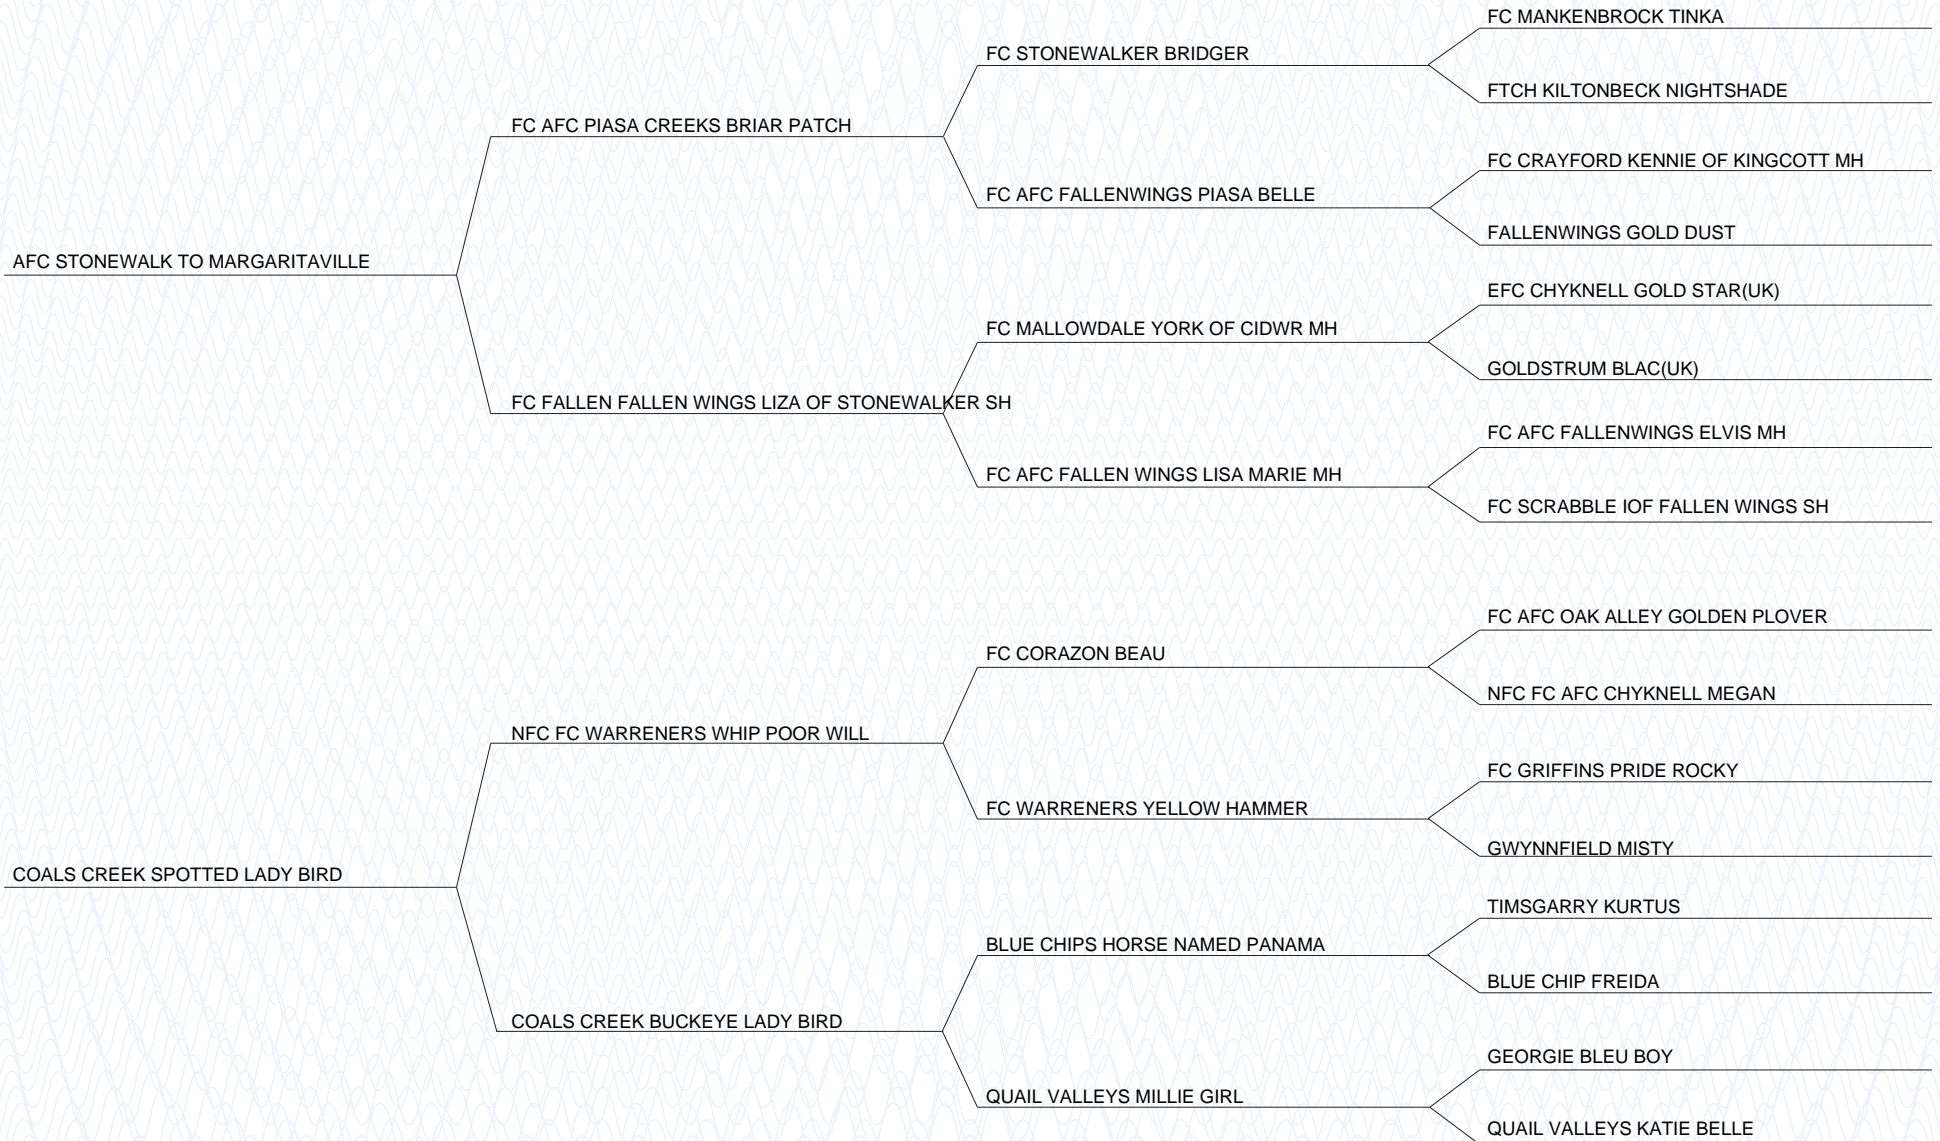 FC MANKENBROCK TINKA
FC STONEWALKER BRIDGER
FTCH KILTONBECK NIGHTSHADE
FC AFC PIASA CREEKS BRIAR PATCH
FC CRAYFORD KENNIE OF KINGCOTT MH
FC AFC FALLENWINGS PIASA BELLE
FALLENWINGS GOLD DUST
AFC STONEWALK TO MARGARITAVILLE
EFC CHYKNELL GOLD STAR(UK)
FC MALLOWDALE YORK OF CIDWR MH
GOLDSTRUM BLAC(UK)
FC FALLEN FALLEN WINGS LIZA OF STONEWALKER SH
FC AFC FALLENWINGS ELVIS MH
FC AFC FALLEN WINGS LISA MARIE MH
FC SCRABBLE IOF FALLEN WINGS SH
FC AFC OAK ALLEY GOLDEN PLOVER
FC CORAZON BEAU
NFC FC AFC CHYKNELL MEGAN
NFC FC WARRENERS WHIP POOR WILL
FC GRIFFINS PRIDE ROCKY
FC WARRENERS YELLOW HAMMER
GWYNNFIELD MISTY
COALS CREEK SPOTTED LADY BIRD
TIMSGARRY KURTUS
BLUE CHIPS HORSE NAMED PANAMA
BLUE CHIP FREIDA
COALS CREEK BUCKEYE LADY BIRD
GEORGIE BLEU BOY
QUAIL VALLEYS MILLIE GIRL
QUAIL VALLEYS KATIE BELLE